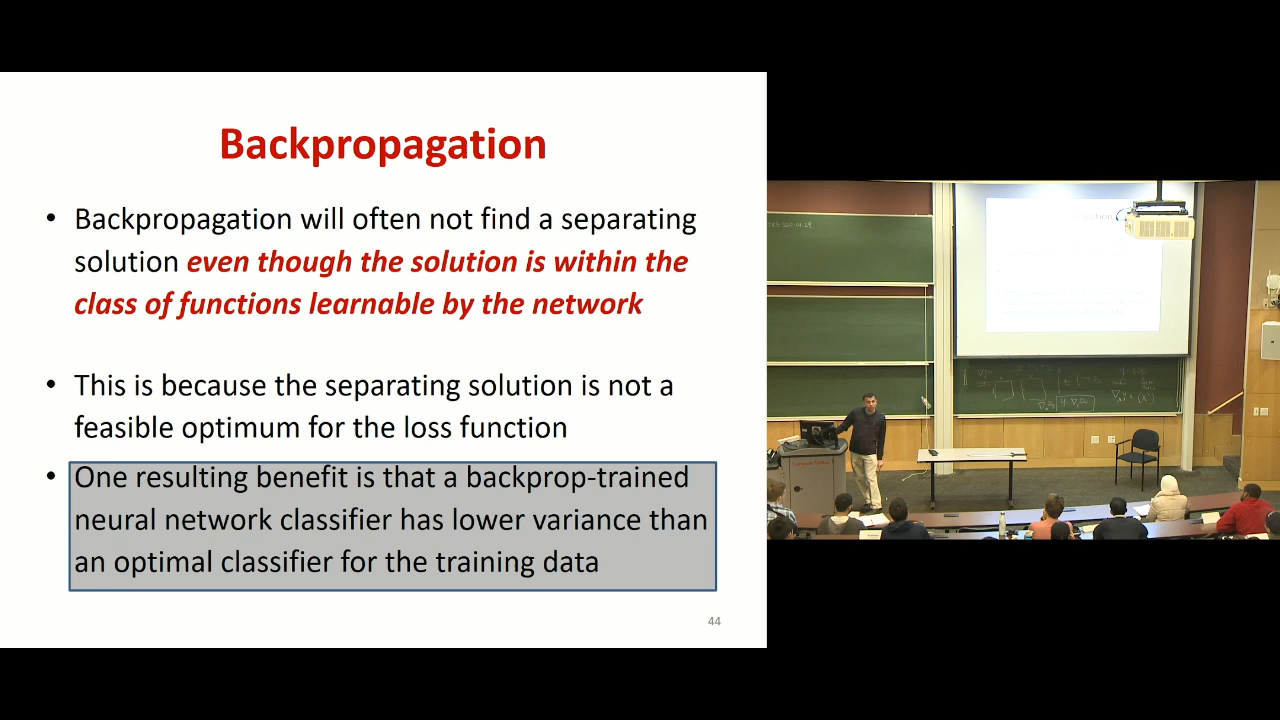 Backpropagation
• Backpropagation will often not find a separating
solution even though the solution is within the
class of functions learnable by the network
• This is because the separating solution is not a
feasible optimum for the loss function
• One resulting benefit is that a backprop-trained
neural network classifier has lower variance than
an optimal classifier for the training data
44